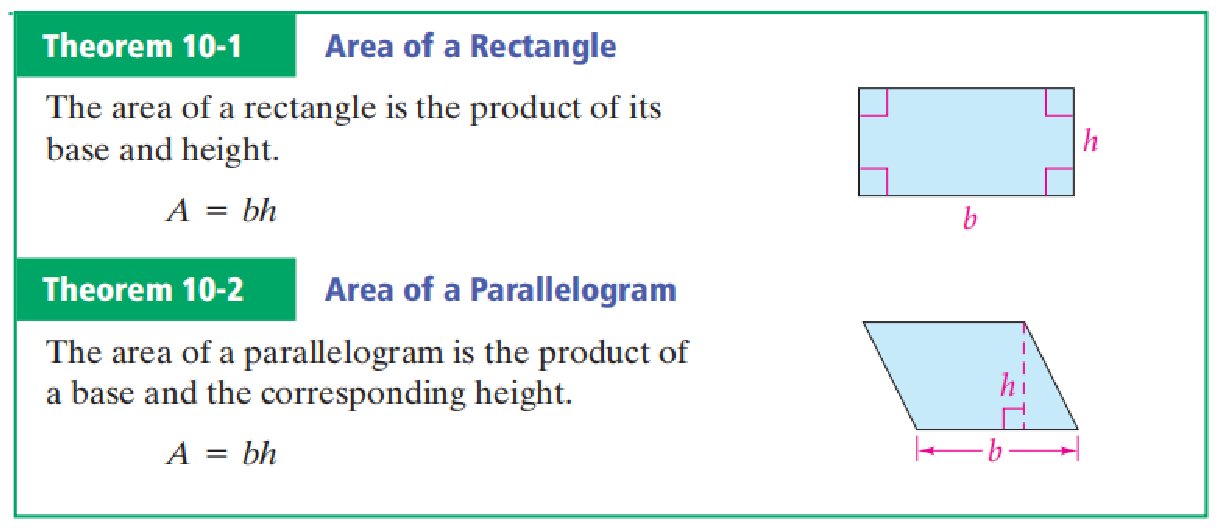 Theorem 10-1 Area of a Rectangle
The area of a rectangle is the product of its
base and height.
A = bh
h
b
Theorem 10-2 Area of a Parallelogram
The area of a parallelogram is the product of
a base and the corresponding height.
A = bh
h
b